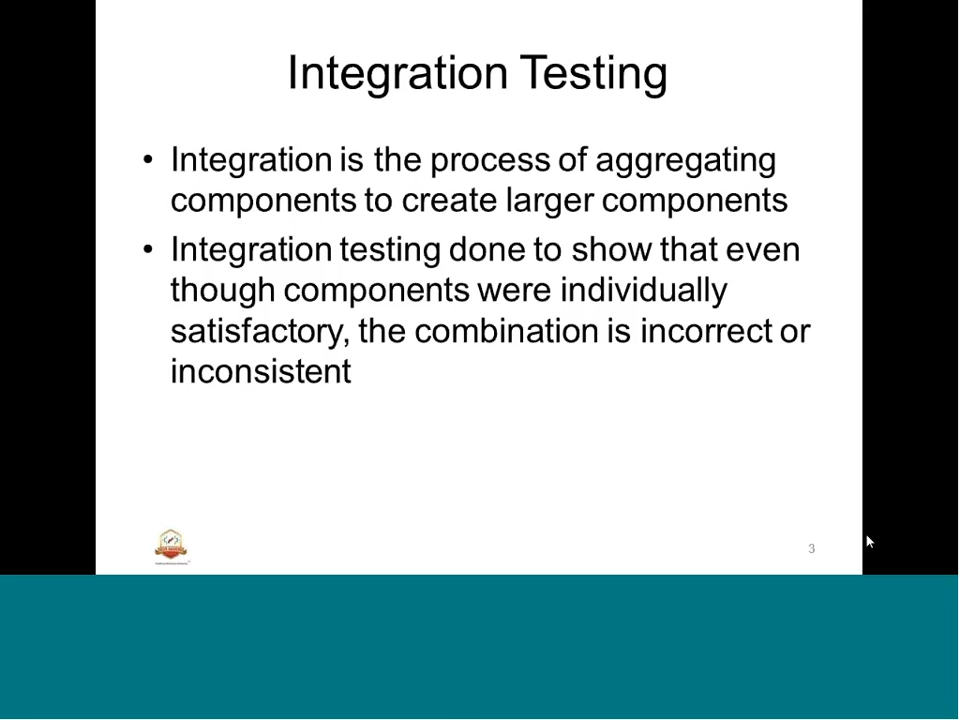 Integration Testing
• Integration is the process of aggregating
components to create larger components
• Integration testing done to show that even
though components were individually
satisfactory, the combination is incorrect or
inconsistent
3